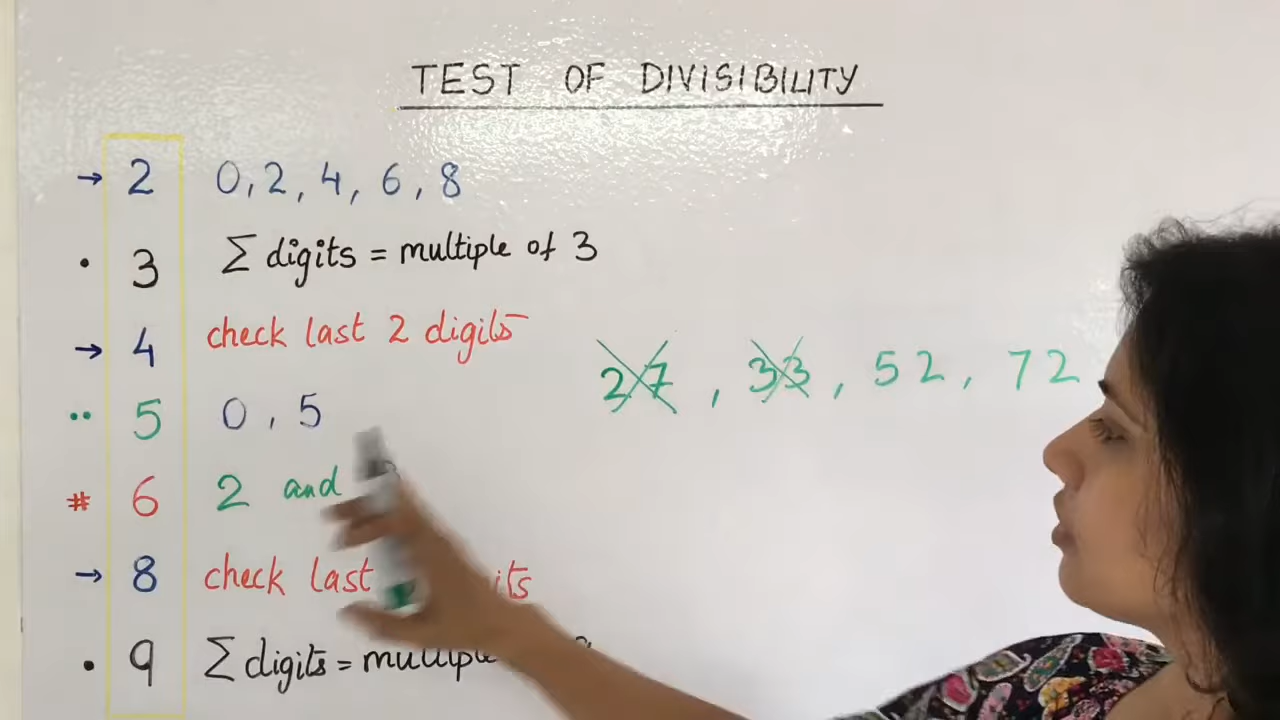 TEST OF DIVISIBILITY
→ 2 0, 2, 4, 6, 8
• 3 Σ digits = multiple of 3
→ 4 check last 2 digits
27, 33, 52, 72
•• 5 0, 5
# 6 2 and
→ 8 check last
• 9 Σ digits = multiple